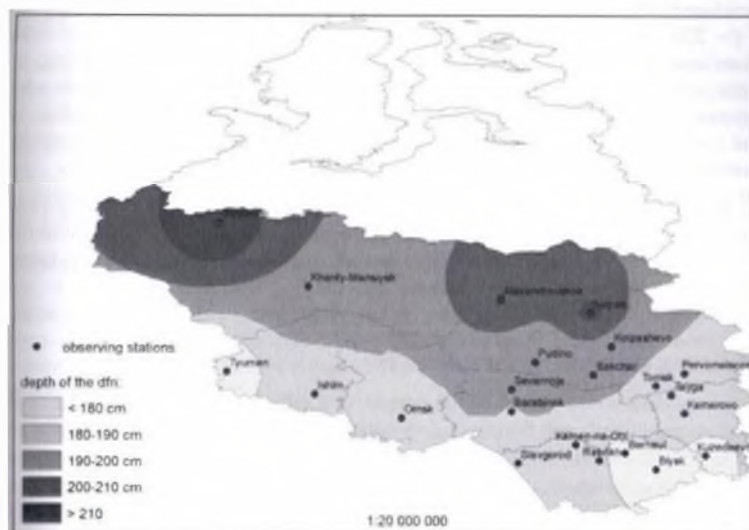 Khanty-Mansiysk
Kolpashevo
observing stations
Pudino
Bakchar
Tyumen
Pervomaiskoe
Tomsk
Severnoje
Tajga
depth of the dfn:
Ishim
Omsk
Barabinsk
Kemerovo
< 180 cm
180-190 cm
Kamen-na-Obi
Barnaul
Slavgorod
Biysk
190-200 cm
200-210 cm
> 210
1:20 000 000